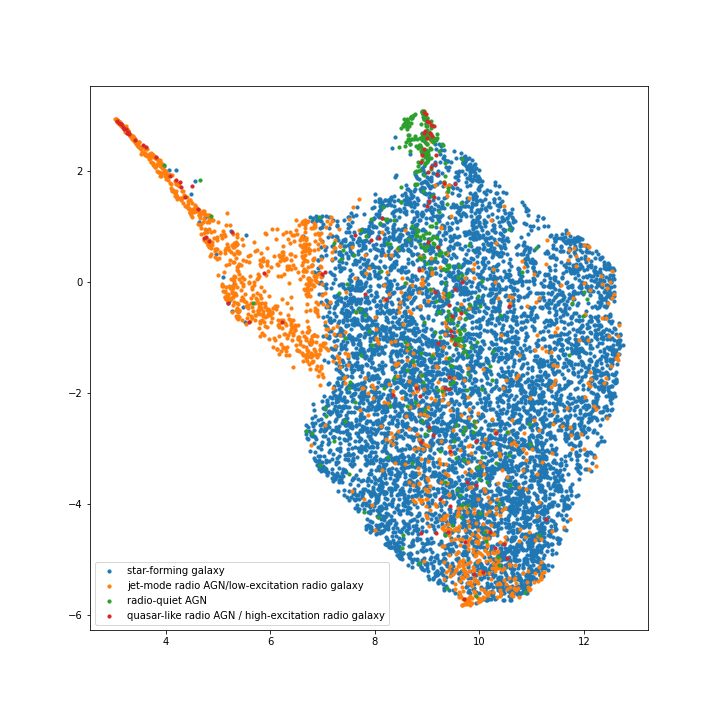 2
0
−2
−4
−6
4
6
8
10
12
star-forming galaxy
jet-mode radio AGN/low-excitation radio galaxy
radio-quiet AGN
quasar-like radio AGN / high-excitation radio galaxy